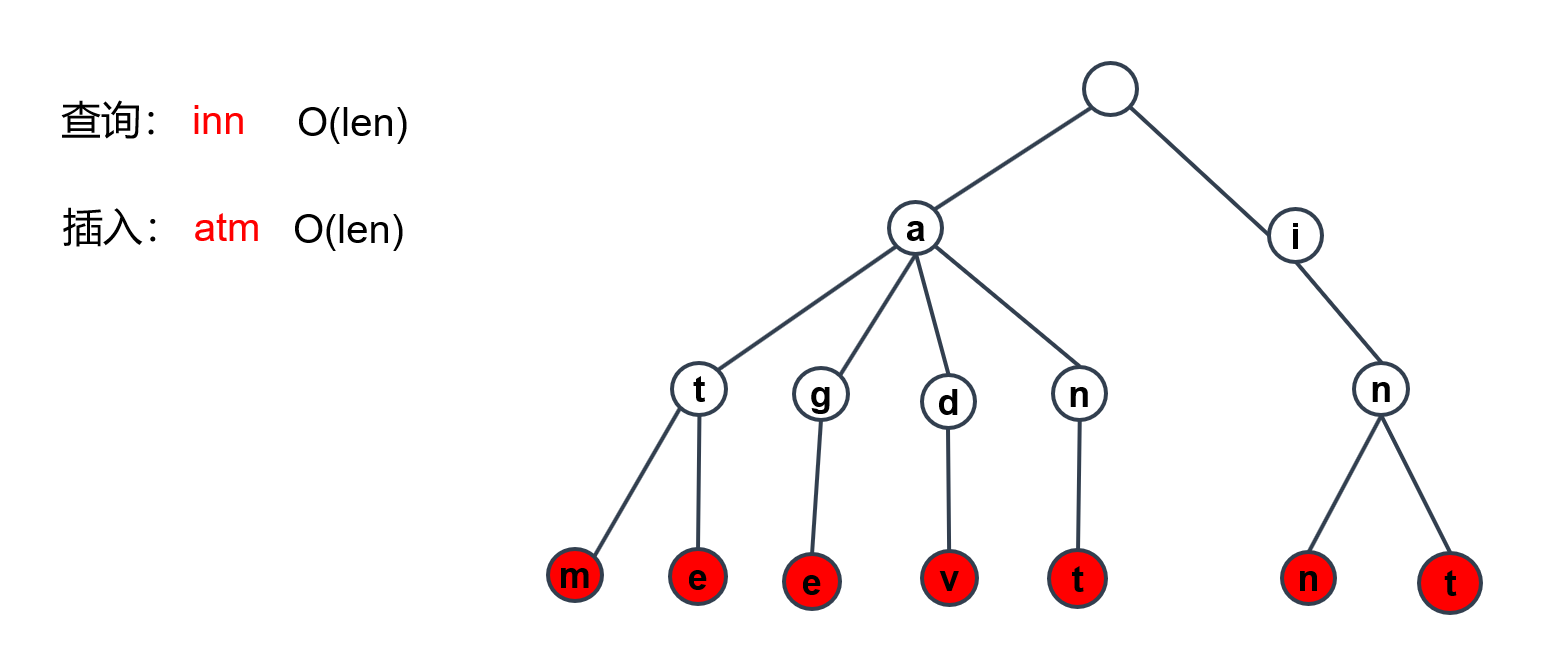 查询： inn O(len)
插入： atm O(len)
a i
t g d n n
m e e v t n t